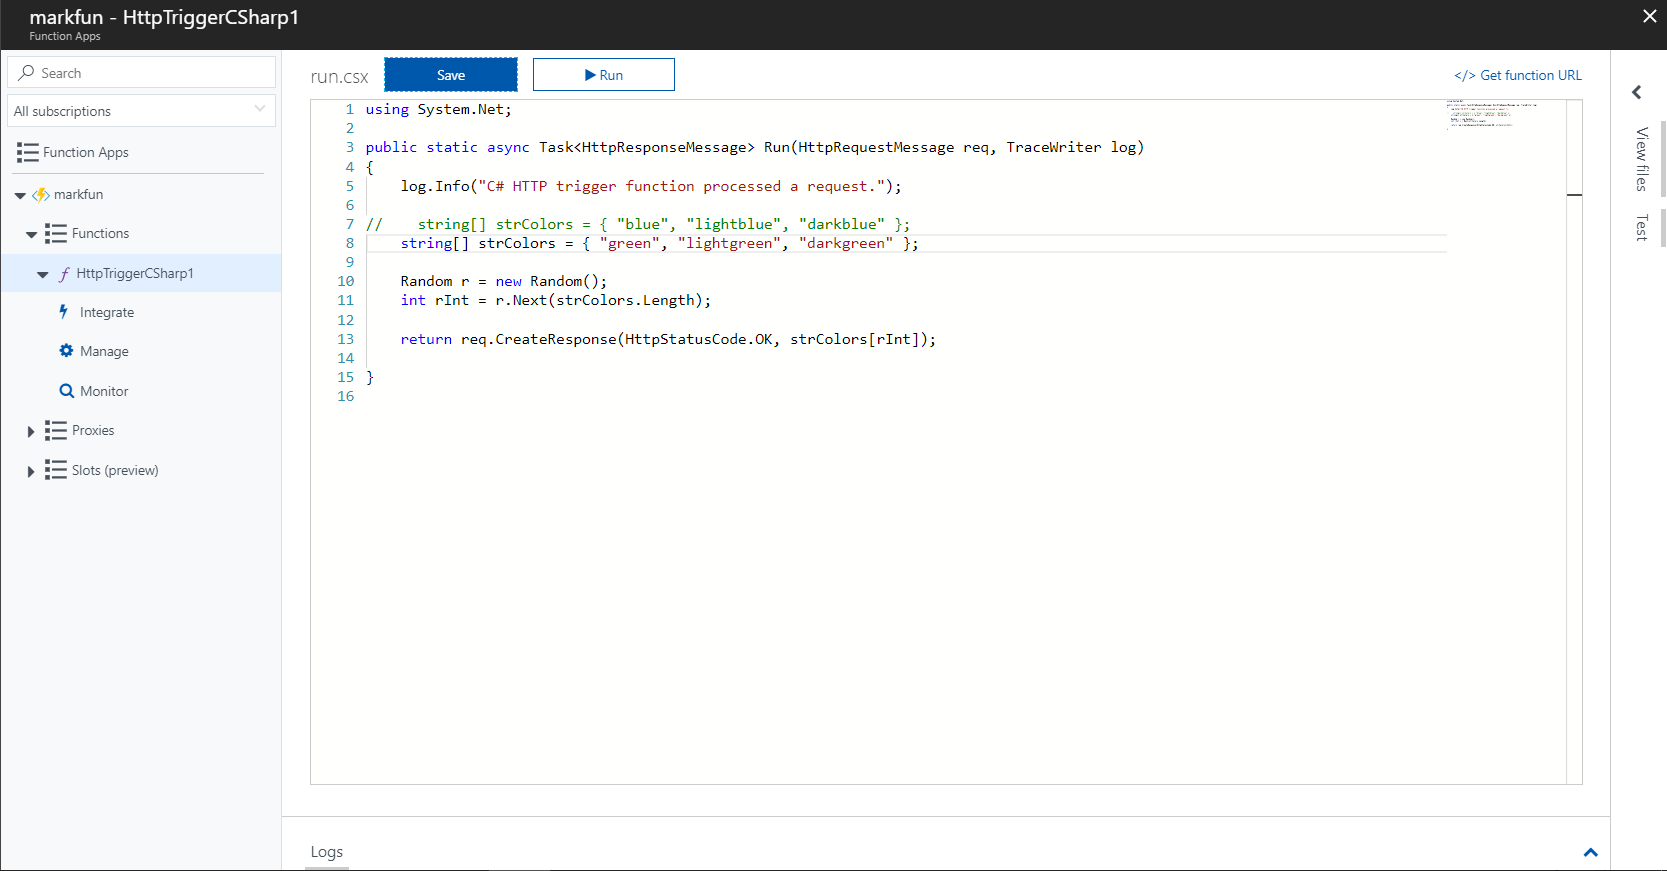 markfun - HttpTriggerCSharp1
Function Apps
Search
All subscriptions
Function Apps
markfun
Functions
HttpTriggerCSharp1
Integrate
Manage
Monitor
Proxies
Slots (preview)
run.csx
Save
Run
</> Get function URL
1 using System.Net;
2
3 public static async Task<HttpResponseMessage> Run(HttpRequestMessage req, TraceWriter log)
4 {
5     log.Info("C# HTTP trigger function processed a request.");
6
7 //    string[] strColors = { "blue", "lightblue", "darkblue" };
8     string[] strColors = { "green", "lightgreen", "darkgreen" };
9
10     Random r = new Random();
11     int rInt = r.Next(strColors.Length);
12
13     return req.CreateResponse(HttpStatusCode.OK, strColors[rInt]);
14
15 }
16
View files
Test
Logs